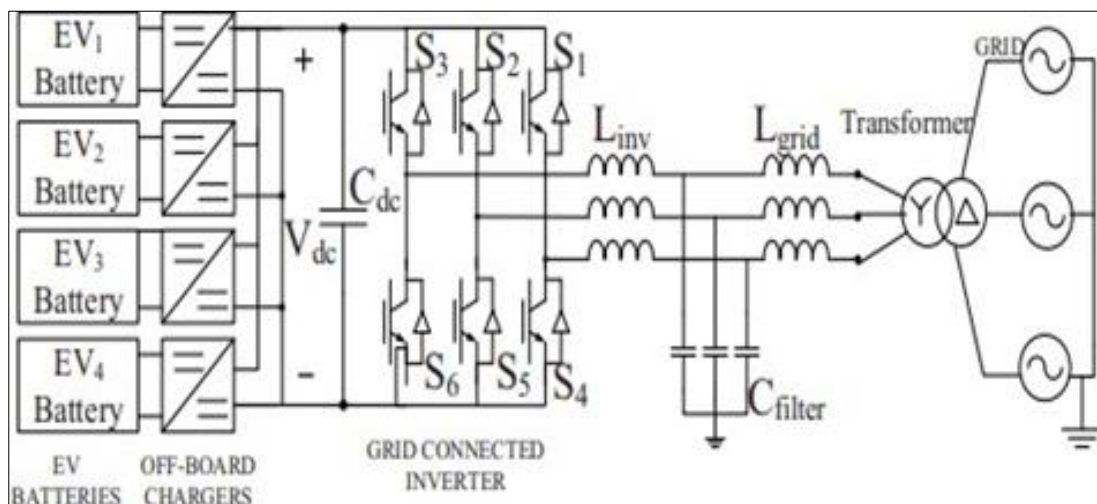 EV1
Battery
EV2
Battery
EV3
Battery
EV4
Battery
EV
BATTERIES
OFF-BOARD
CHARGERS
+
Vdc
Cdc
-
S3
S2
S1
S6
S5
S4
GRID CONNECTED
INVERTER
Linv
Lgrid
Cfilter
Transformer
Y
Δ
GRID